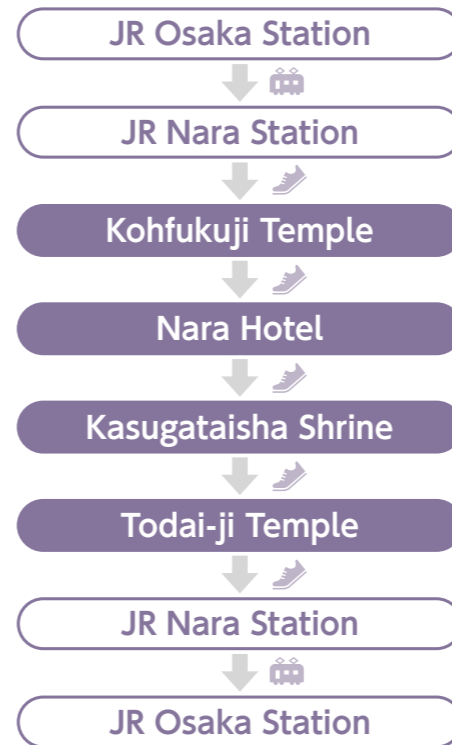 JR Osaka Station
JR Nara Station
Kohfukuji Temple
Nara Hotel
Kasugataisha Shrine
Todai-ji Temple
JR Nara Station
JR Osaka Station